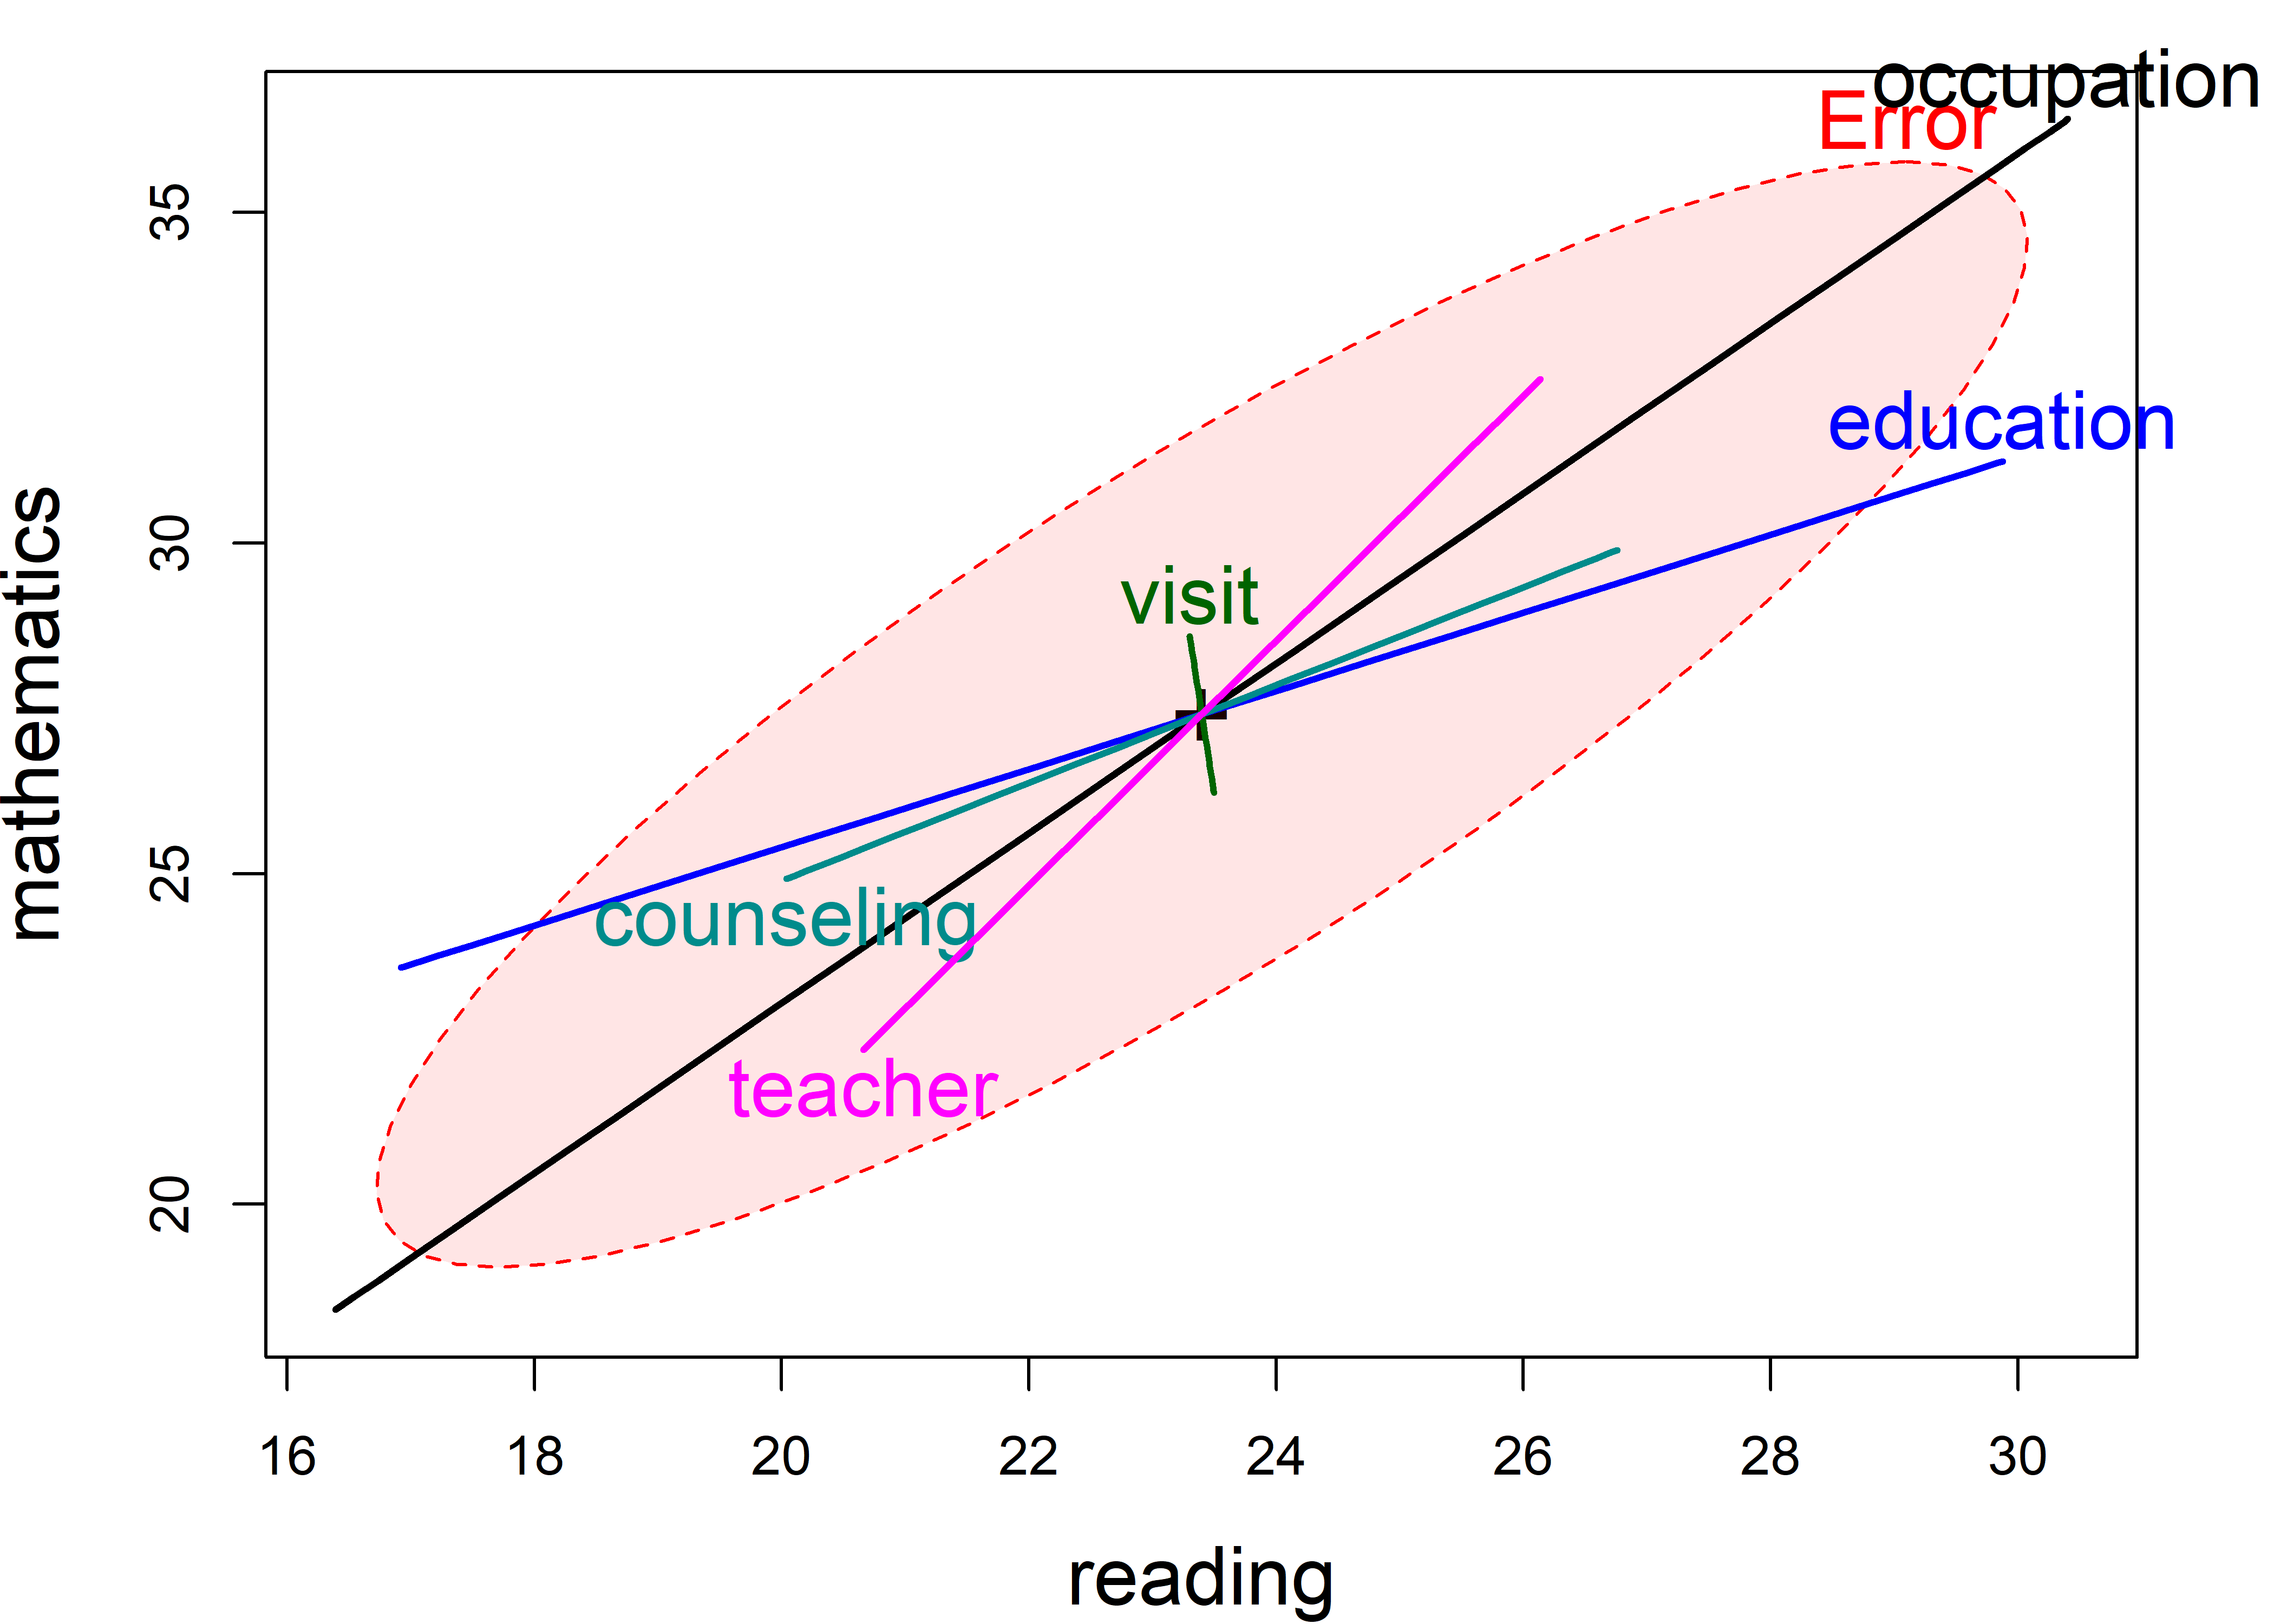 occupation
Error
education
visit
counseling
teacher
mathematics
35
30
25
20
16 18 20 22 24 26 28 30
reading